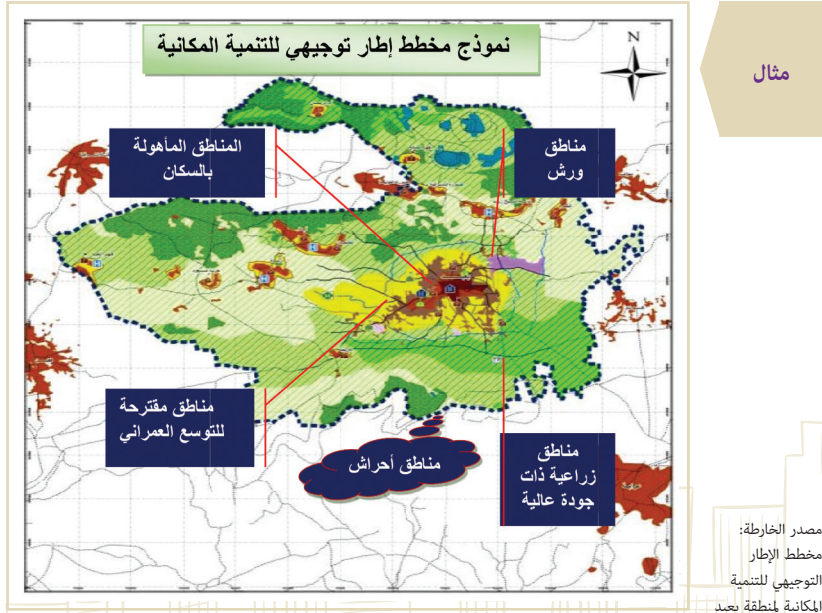 نموذج مخطط إطار توجيهي للتنمية المكانية
N
مثال
المناطق المأهولة
بالسكان
مناطق
ورش
مناطق مقترحة
للتوسع العمراني
مناطق أحراش
مناطق
زراعية ذات
جودة عالية
مصدر الخارطة:
مخطط الإطار
التوجيهي للتنمية
المكانية لمنطقة يعبد